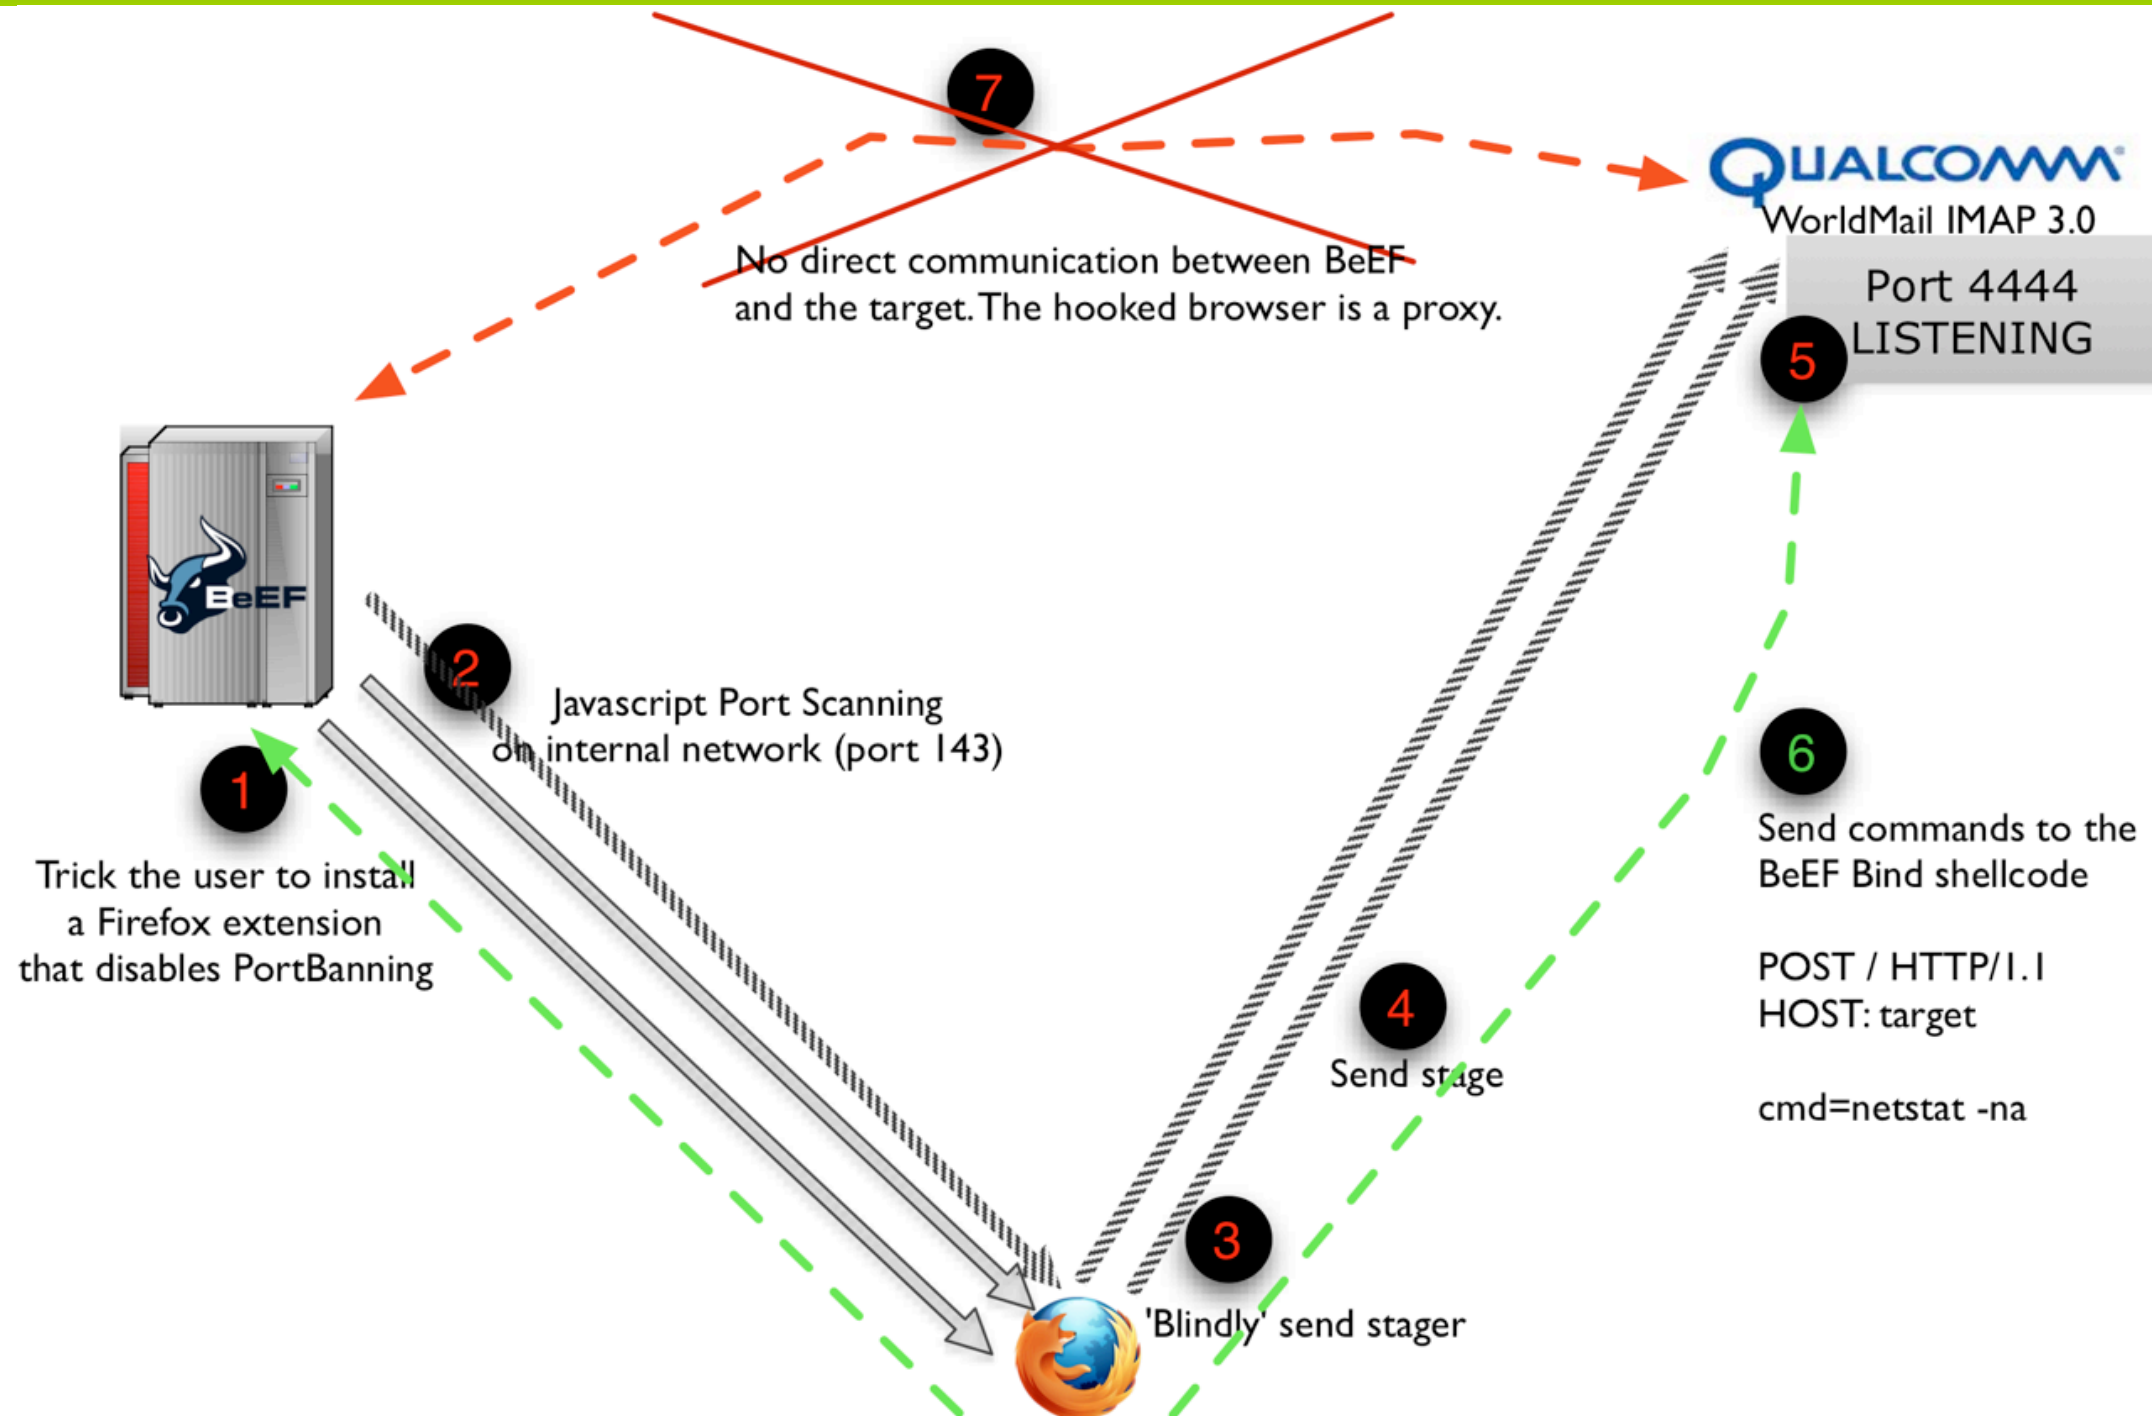 7
QUALCOMM
WorldMail IMAP 3.0
No direct communication between BeEF
and the target. The hooked browser is a proxy.
Port 4444
LISTENING
5
BeEF
2
Javascript Port Scanning
on internal network (port 143)
1
Trick the user to install
a Firefox extension
that disables PortBanning
6
Send commands to the
BeEF Bind shellcode
POST / HTTP/1.1
HOST: target
cmd=netstat -na
4
Send stage
3
'Blindly' send stager